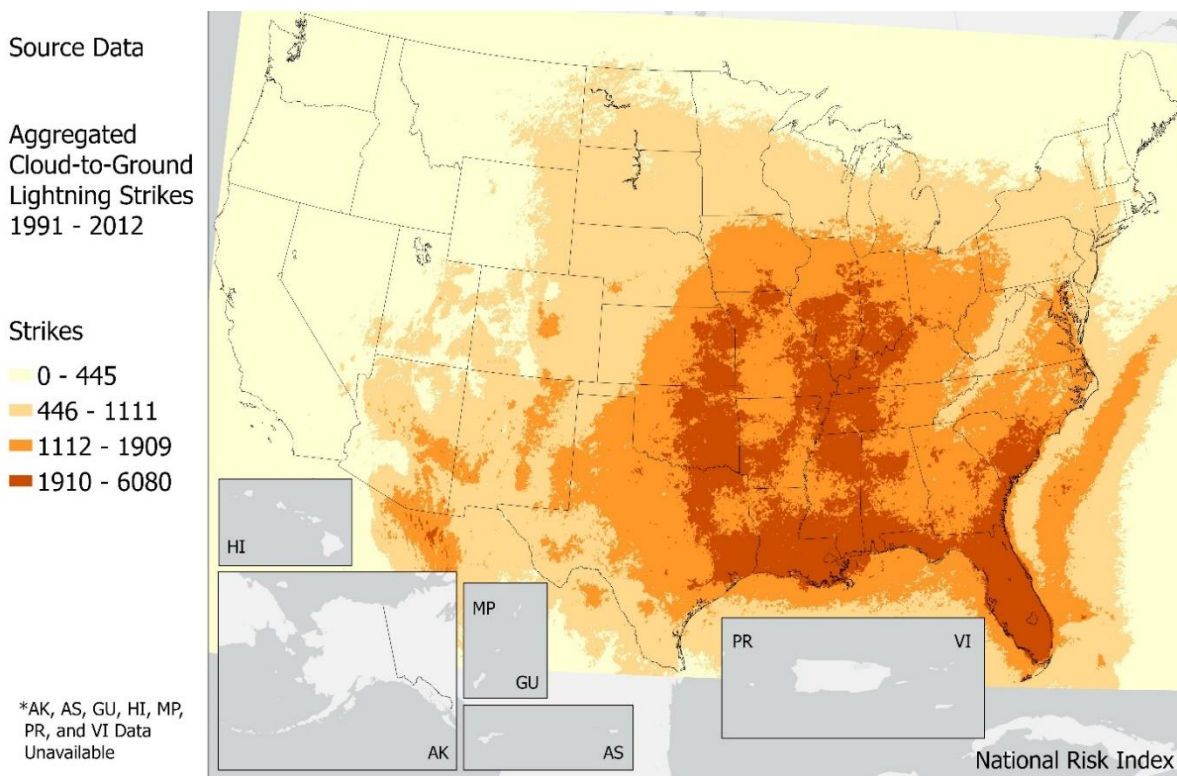 Source Data
Aggregated
Cloud-to-Ground
Lightning Strikes
1991 - 2012
Strikes
0 - 445
446 - 1111
1112 - 1909
1910 - 6080
*AK, AS, GU, HI, MP,
PR, and VI Data
Unavailable
HI
AK
MP
GU
AS
PR
VI
National Risk Index